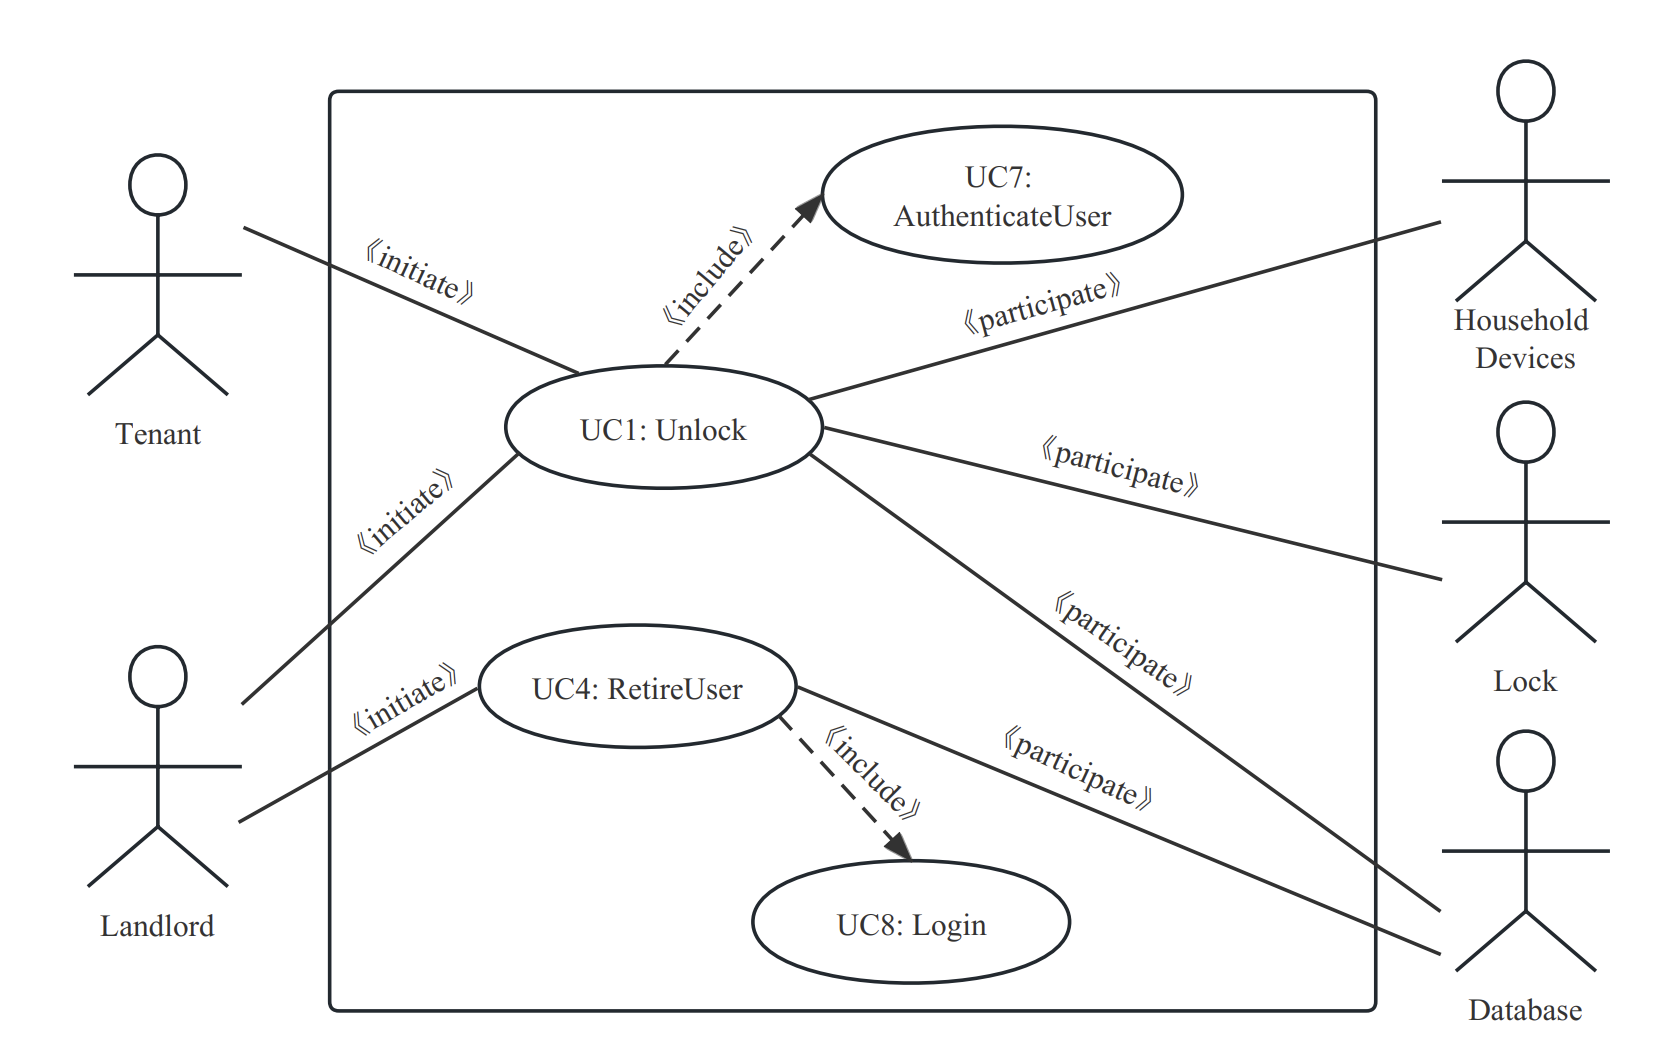 UC7:
AuthenticateUser
《initiate》
《include》
《participate》
Household
Devices
Tenant
UC1: Unlock
《participate》
《initiate》
《participate》
Lock
《initiate》
UC4: RetireUser
《include》
《participate》
Landlord
UC8: Login
Database